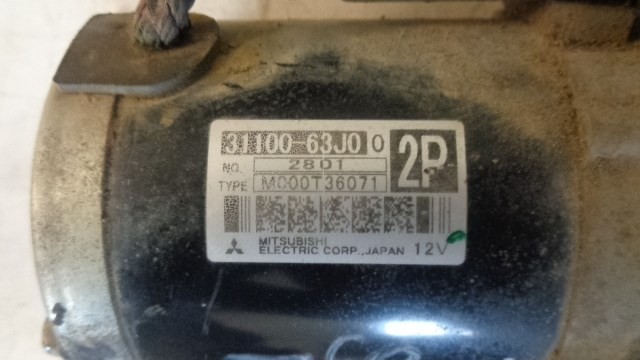 31100-63J0 0
2P
NO. 2801
TYPE M000T36071
MITSUBISHI
ELECTRIC CORP., JAPAN 12V